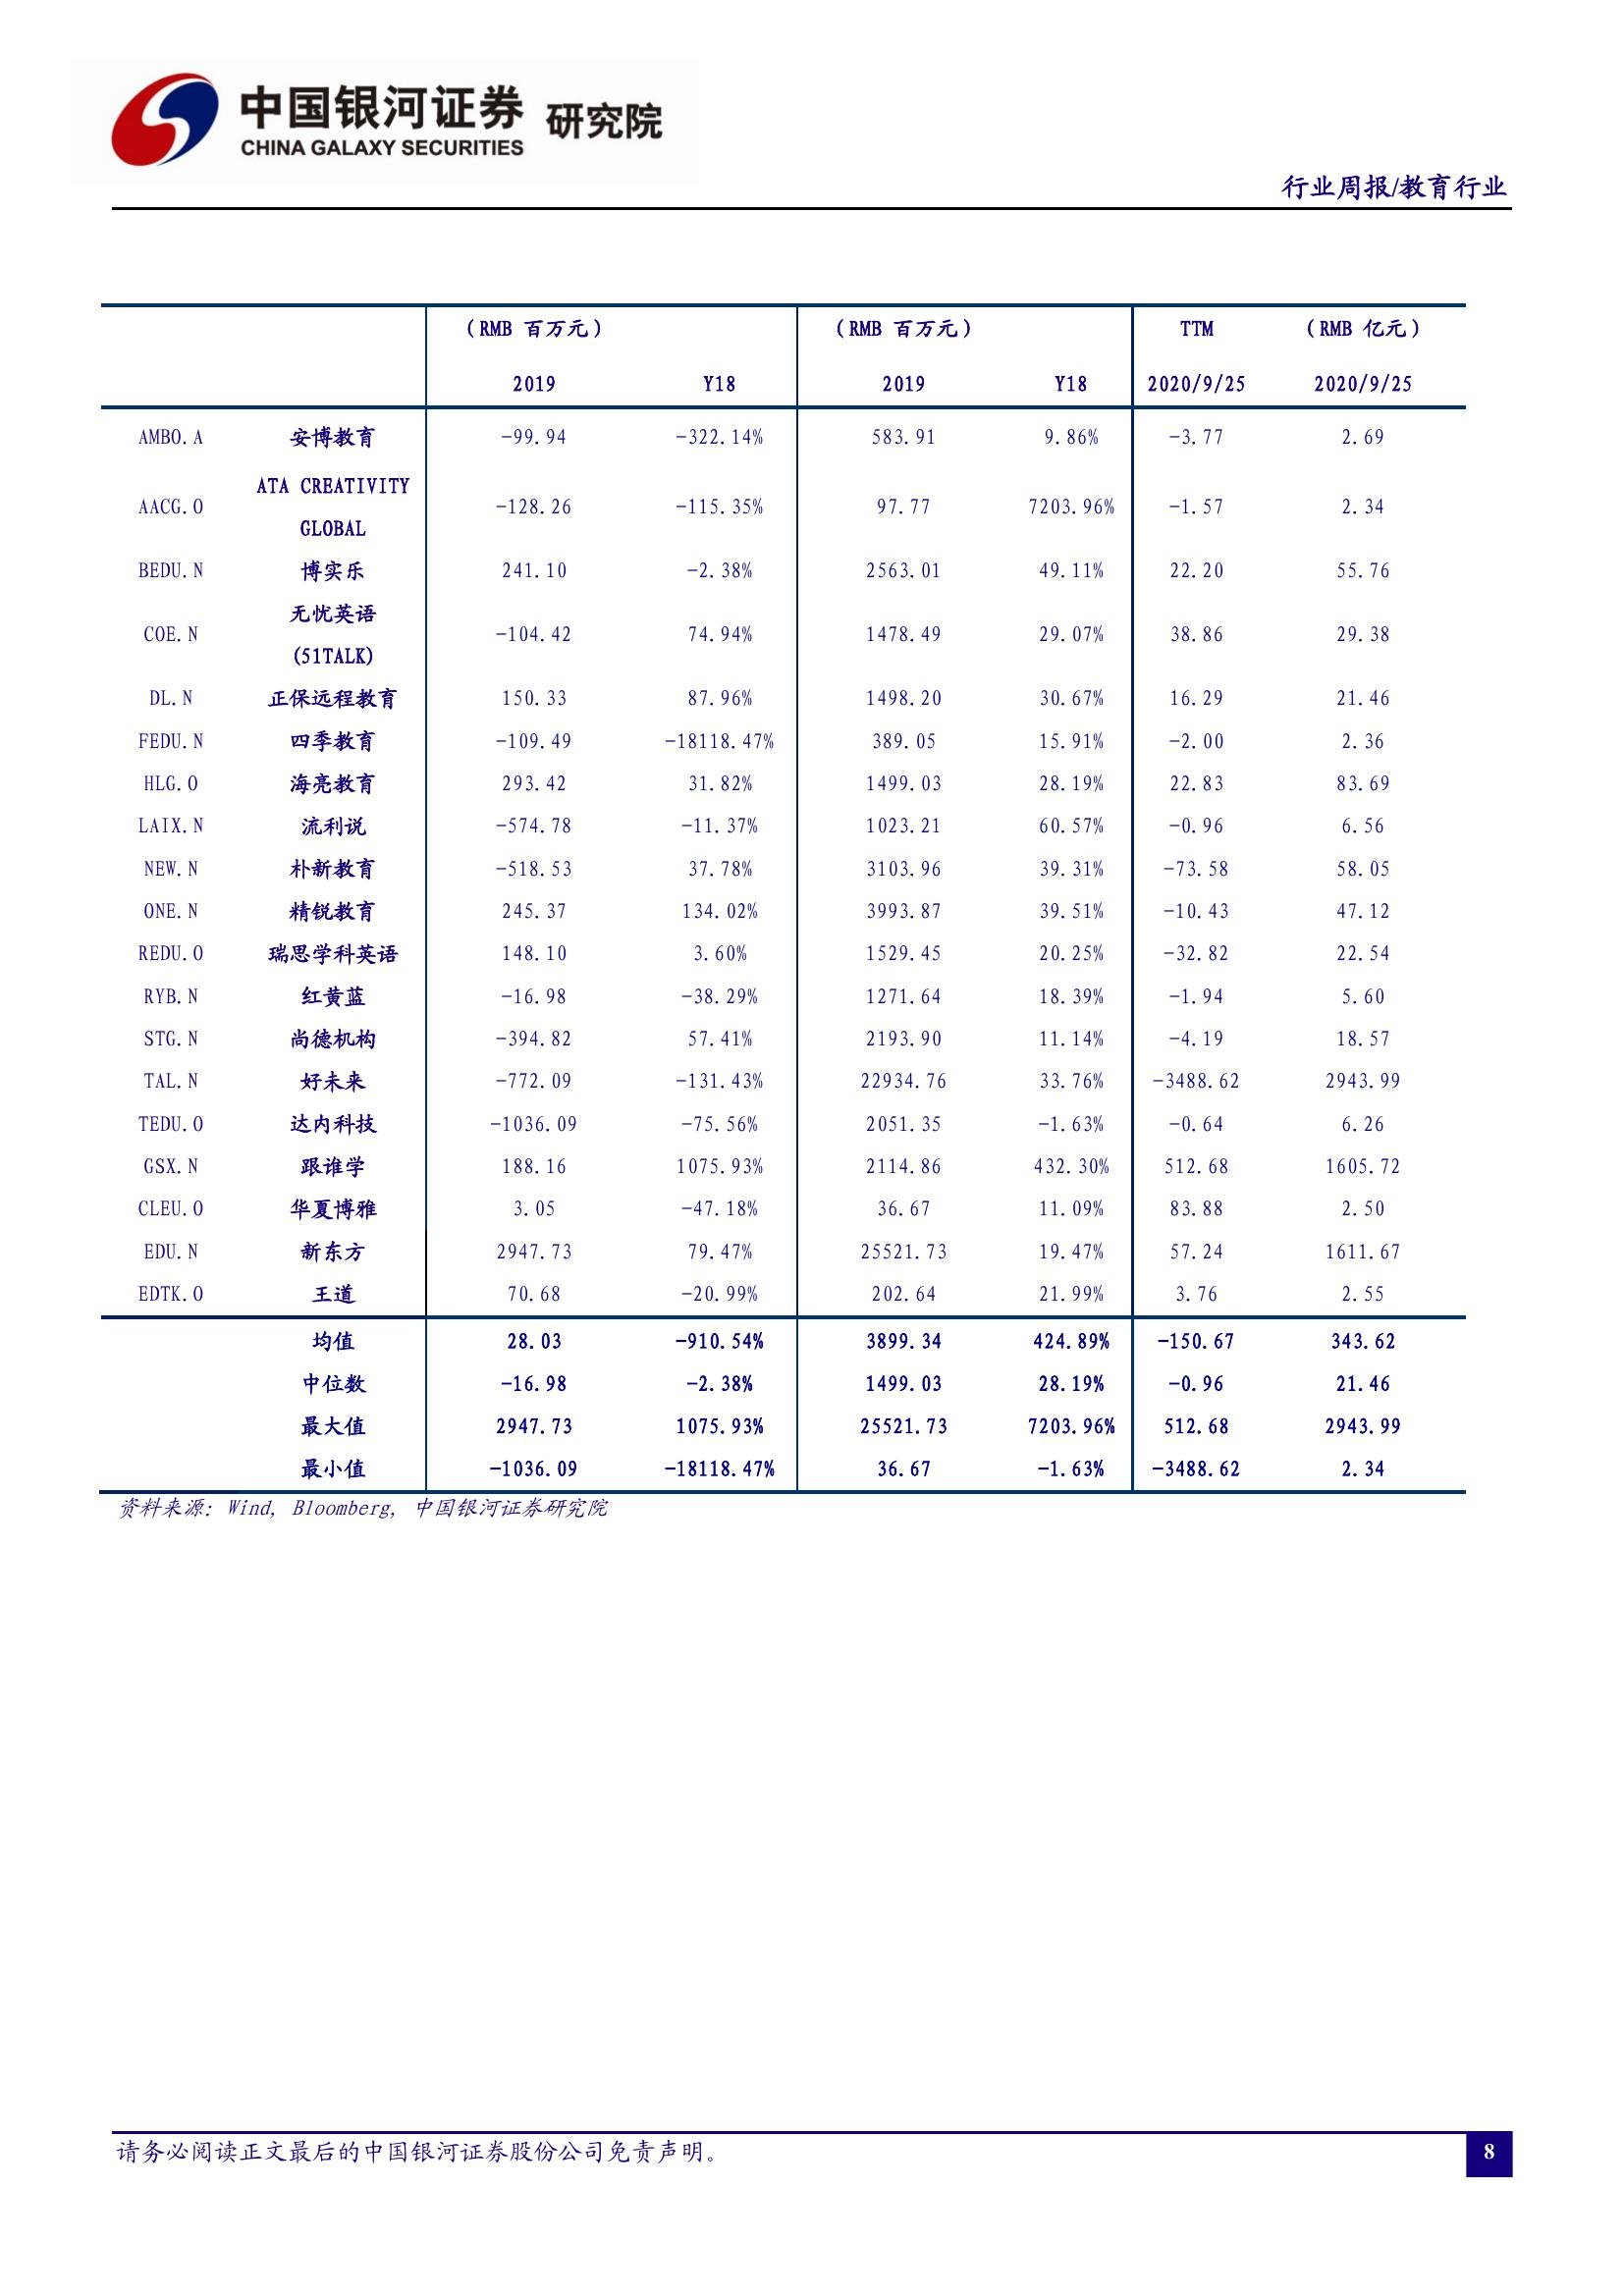 中国银河证券 研究院
CHINA GALAXY SECURITIES
行业周报/教育行业
(RMB 百万元) (RMB 百万元) TTM (RMB 亿元)
2019 Y18 2019 Y18 2020/9/25 2020/9/25
AMBO.A 安博教育 -99.94 -322.14% 583.91 9.86% -3.77 2.69
ATA CREATIVITY
AACG.O -128.26 -115.35% 97.77 7203.96% -1.57 2.34
GLOBAL
BEDU.N 博实乐 241.10 -2.38% 2563.01 49.11% 22.20 55.76
无忧英语
COE.N -104.42 74.94% 1478.49 29.07% 38.86 29.38
(51TALK)
DL.N 正保远程教育 150.33 87.96% 1498.20 30.67% 16.29 21.46
FEDU.N 四季教育 -109.49 -18118.47% 389.05 15.91% -2.00 2.36
HLG.O 海亮教育 293.42 31.82% 1499.03 28.19% 22.83 83.69
LAIX.N 流利说 -574.78 -11.37% 1023.21 60.57% -0.96 6.56
NEW.N 朴新教育 -518.53 37.78% 3103.96 39.31% -73.58 58.05
ONE.N 精锐教育 245.37 134.02% 3993.87 39.51% -10.43 47.12
REDU.O 瑞思学科英语 148.10 3.60% 1529.45 20.25% -32.82 22.54
RYB.N 红黄蓝 -16.98 -38.29% 1271.64 18.39% -1.94 5.60
STG.N 尚德机构 -394.82 57.41% 2193.90 11.14% -4.19 18.57
TAL.N 好未来 -772.09 -131.43% 22934.76 33.76% -3488.62 2943.99
TEDU.O 达内科技 -1036.09 -75.56% 2051.35 -1.63% -0.64 6.26
GSX.N 跟谁学 188.16 1075.93% 2114.86 432.30% 512.68 1605.72
CLEU.O 华夏博雅 3.05 -47.18% 36.67 11.09% 83.88 2.50
EDU.N 新东方 2947.73 79.47% 25521.73 19.47% 57.24 1611.67
EDTK.O 王道 70.68 -20.99% 202.64 21.99% 3.76 2.55
均值 28.03 -910.54% 3899.34 424.89% -150.67 343.62
中位数 -16.98 -2.38% 1499.03 28.19% -0.96 21.46
最大值 2947.73 1075.93% 25521.73 7203.96% 512.68 2943.99
最小值 -1036.09 -18118.47% 36.67 -1.63% -3488.62 2.34
资料来源: Wind, Bloomberg, 中国银河证券研究院
请务必阅读正文最后的中国银河证券股份公司免责声明。 8